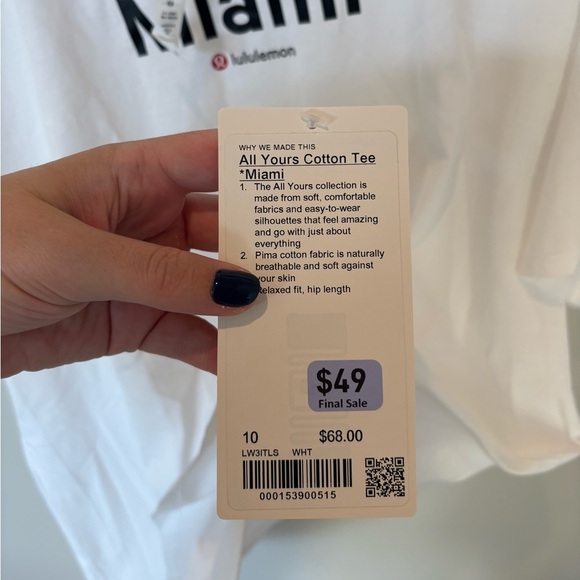 Miami
lululemon
WHY WE MADE THIS
All Yours Cotton Tee
*Miami
1. The All Yours collection is
made from soft, comfortable
fabrics and easy-to-wear
silhouettes that feel amazing
and go with just about
everything
2. Pima cotton fabric is naturally
breathable and soft against
your skin
relaxed fit, hip length
$49
Final Sale
10 $68.00
LW3ITLS WHT
000153900515